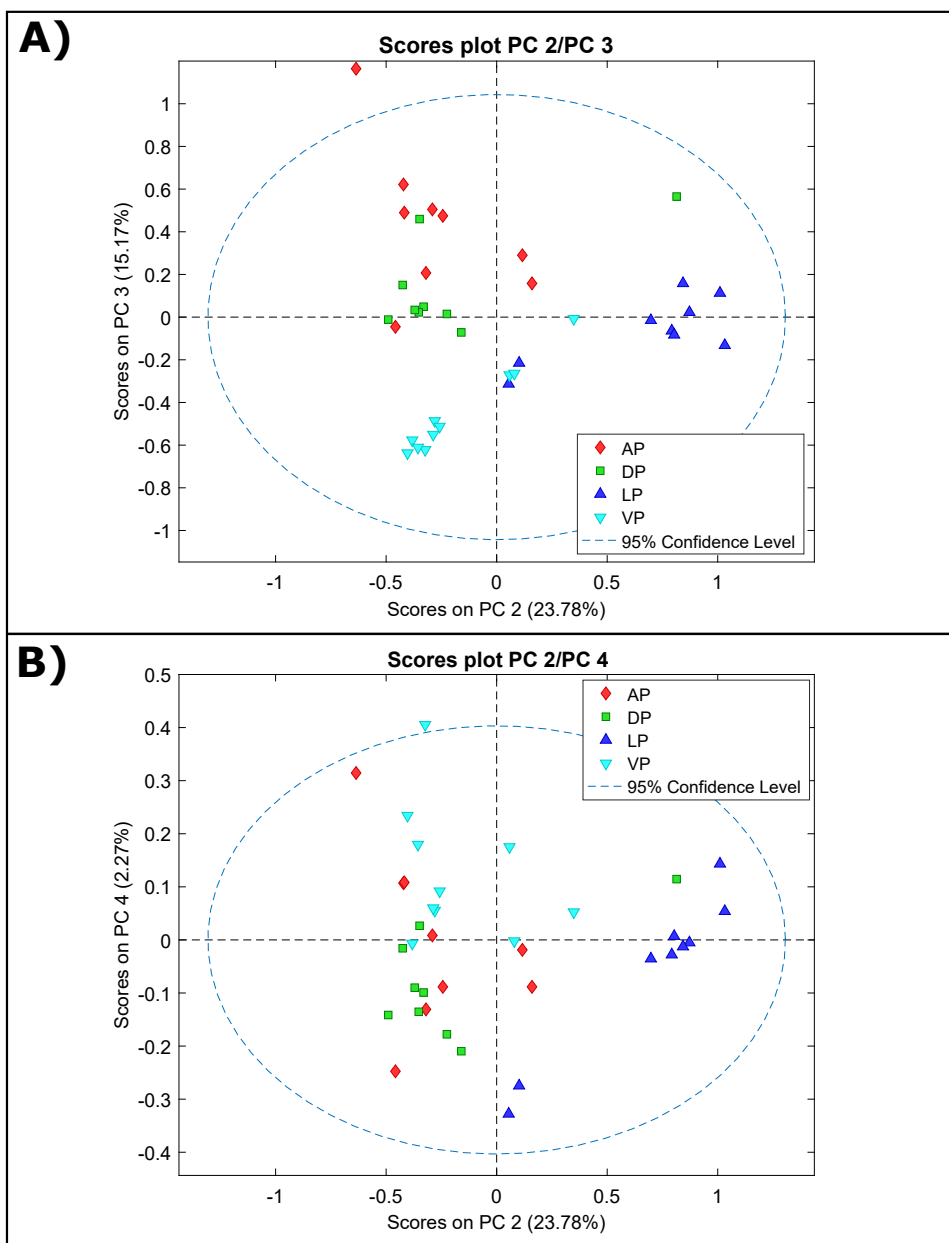 A)
Scores plot PC 2/PC 3
1
0.8
0.6
0.4
0.2
0
-0.2
-0.4
-0.6
-0.8
-1
Scores on PC 3 (15.17%)
AP
DP
LP
VP
95% Confidence Level
-1
-0.5
0
0.5
1
Scores on PC 2 (23.78%)
B)
Scores plot PC 2/PC 4
0.5
0.4
0.3
0.2
0.1
0
-0.1
-0.2
-0.3
-0.4
Scores on PC 4 (2.27%)
AP
DP
LP
VP
95% Confidence Level
-1
-0.5
0
0.5
1
Scores on PC 2 (23.78%)